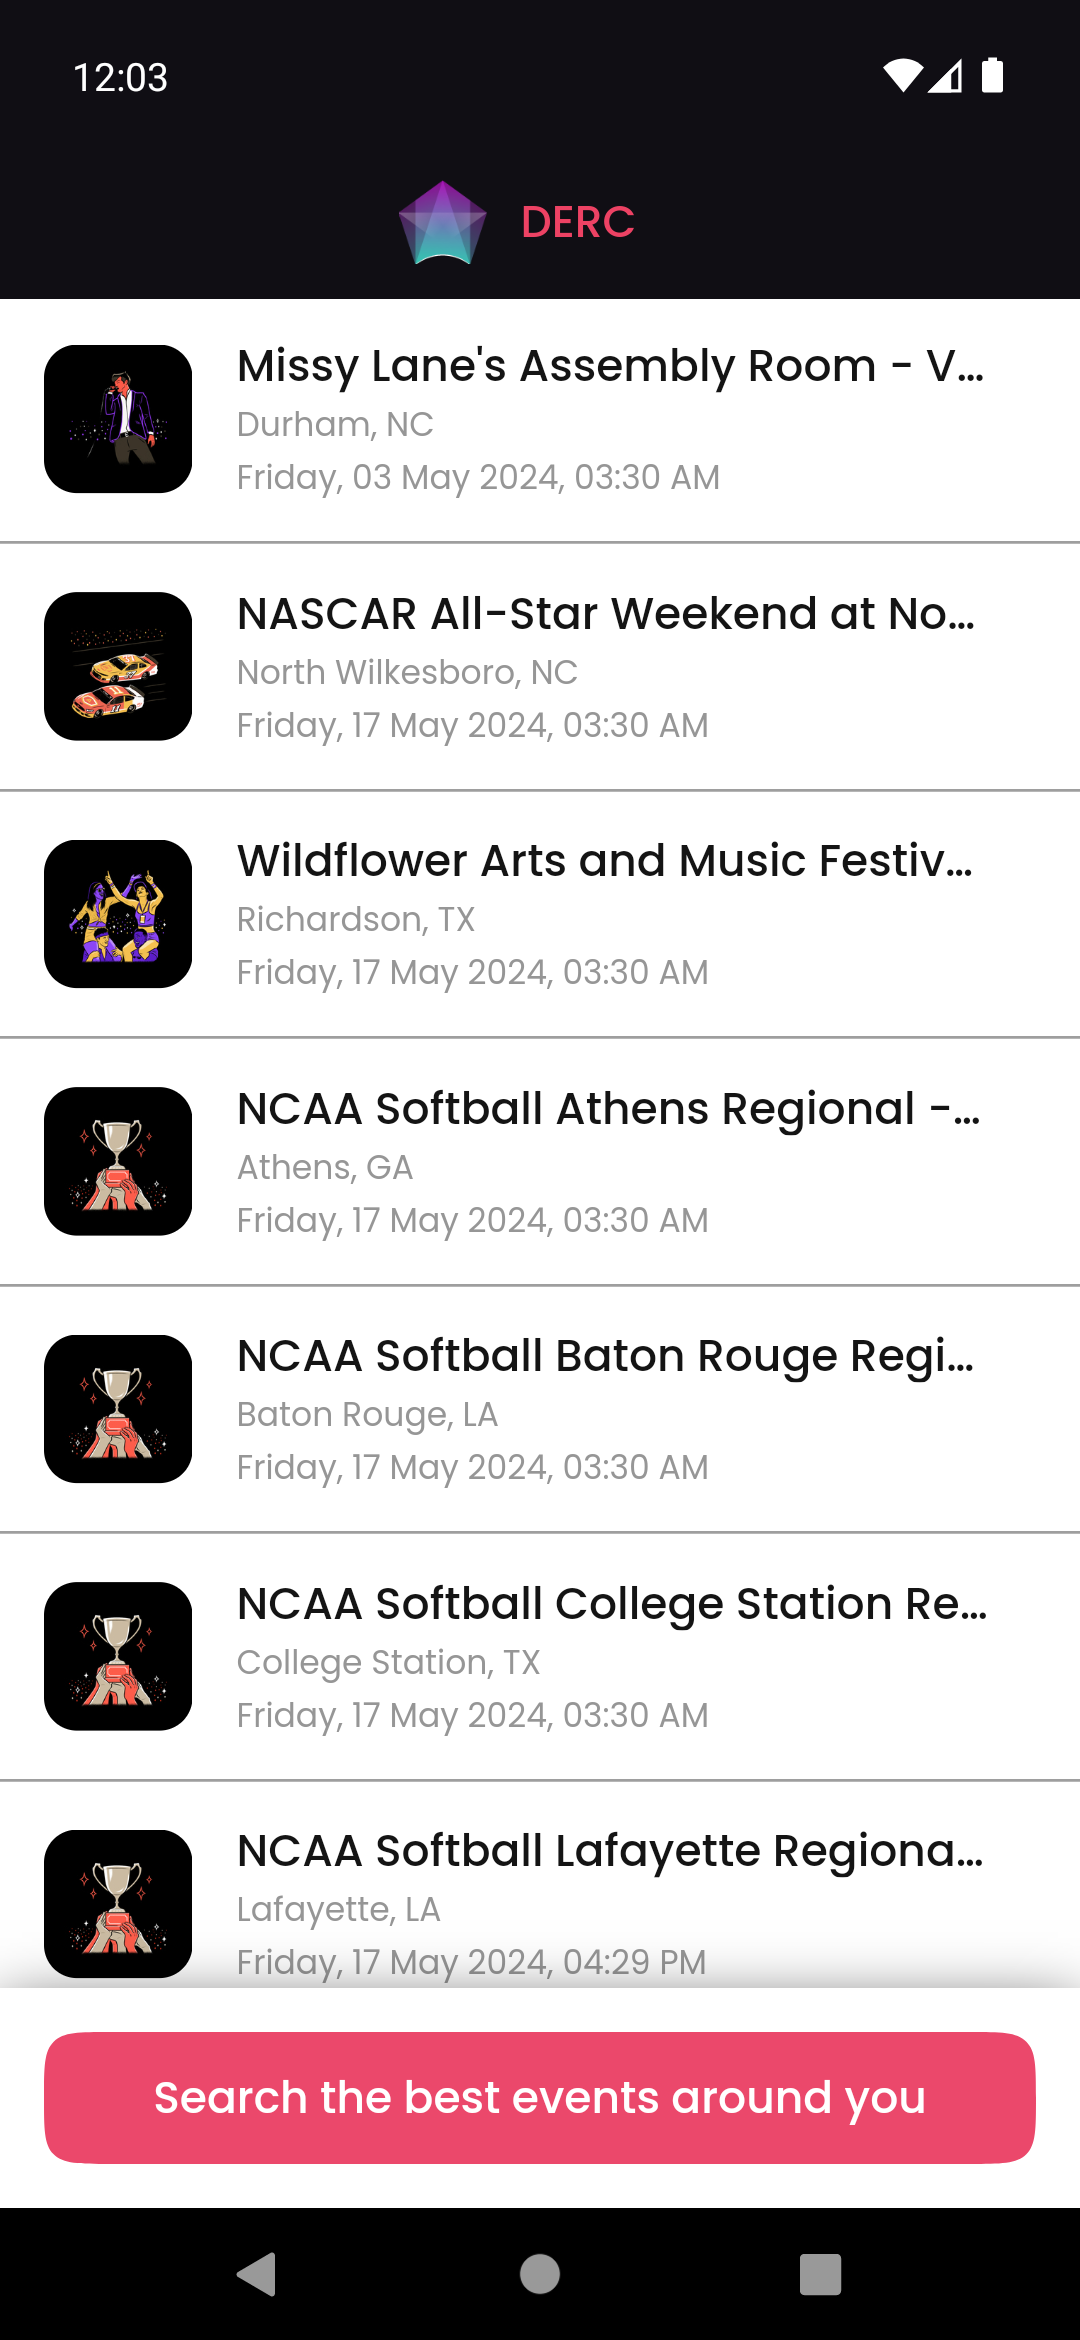 12:03
DERC
Missy Lane's Assembly Room - V...
Durham, NC
Friday, 03 May 2024, 03:30 AM
NASCAR All-Star Weekend at No...
North Wilkesboro, NC
Friday, 17 May 2024, 03:30 AM
Wildflower Arts and Music Festiv...
Richardson, TX
Friday, 17 May 2024, 03:30 AM
NCAA Softball Athens Regional -...
Athens, GA
Friday, 17 May 2024, 03:30 AM
NCAA Softball Baton Rouge Regi...
Baton Rouge, LA
Friday, 17 May 2024, 03:30 AM
NCAA Softball College Station Re...
College Station, TX
Friday, 17 May 2024, 03:30 AM
NCAA Softball Lafayette Regiona...
Lafayette, LA
Friday, 17 May 2024, 04:29 PM
Search the best events around you